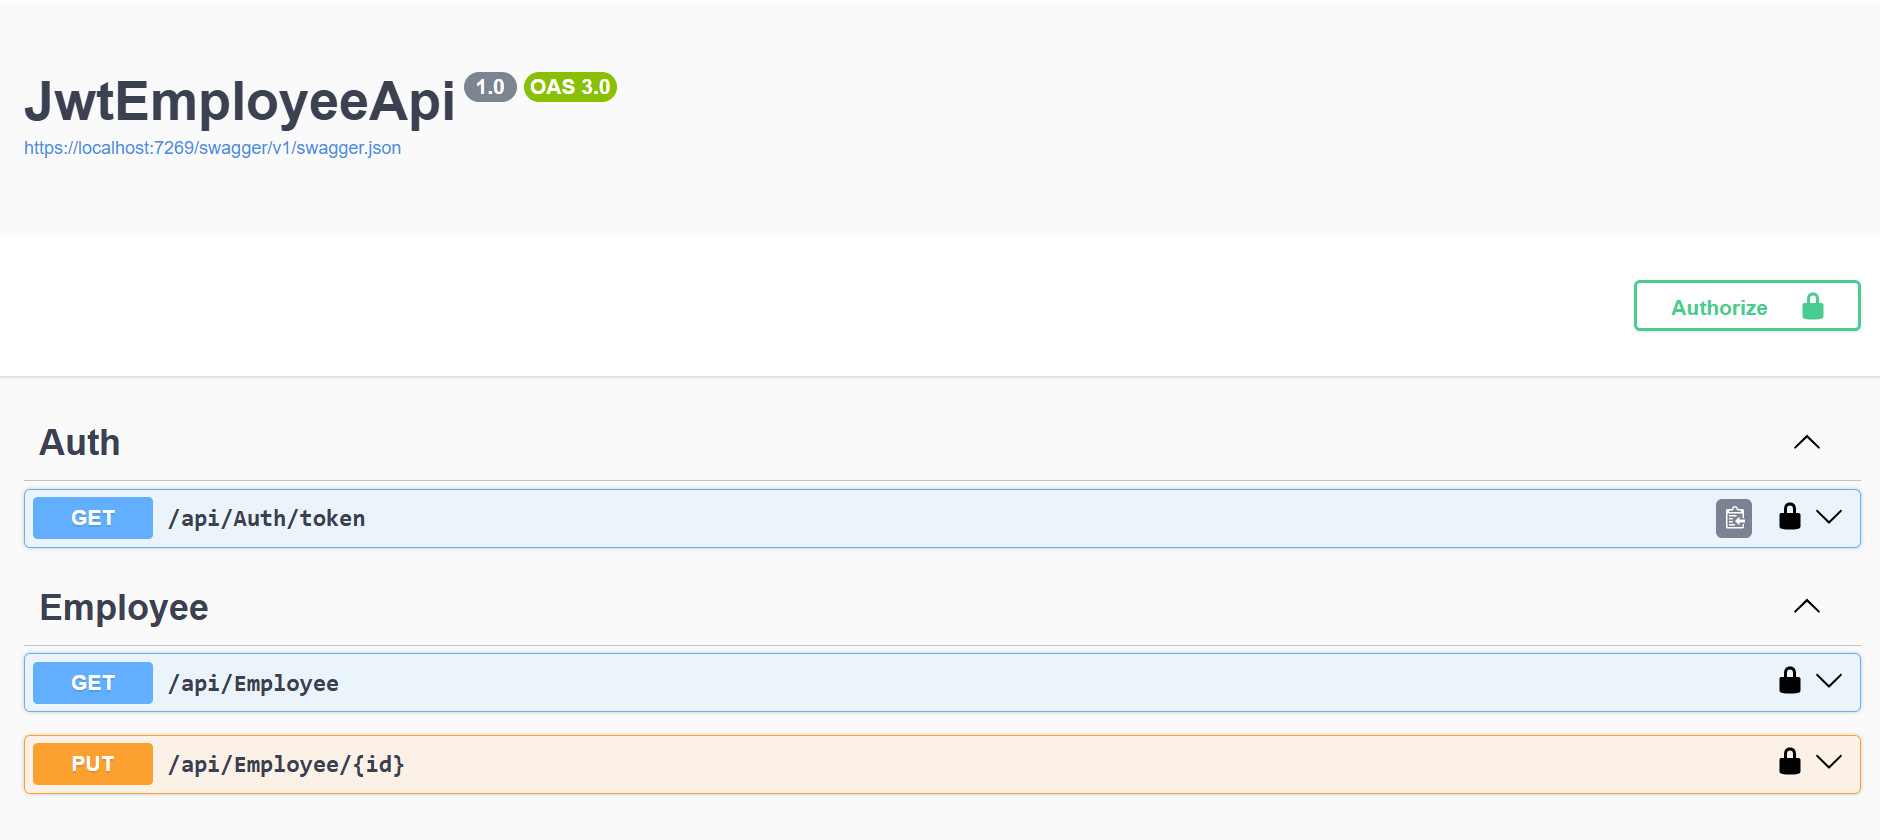 JwtEmployeeApi 1.0 OAS 3.0
https://localhost:7269/swagger/v1/swagger.json
Authorize
Auth
GET /api/Auth/token
Employee
GET /api/Employee
PUT /api/Employee/{id}